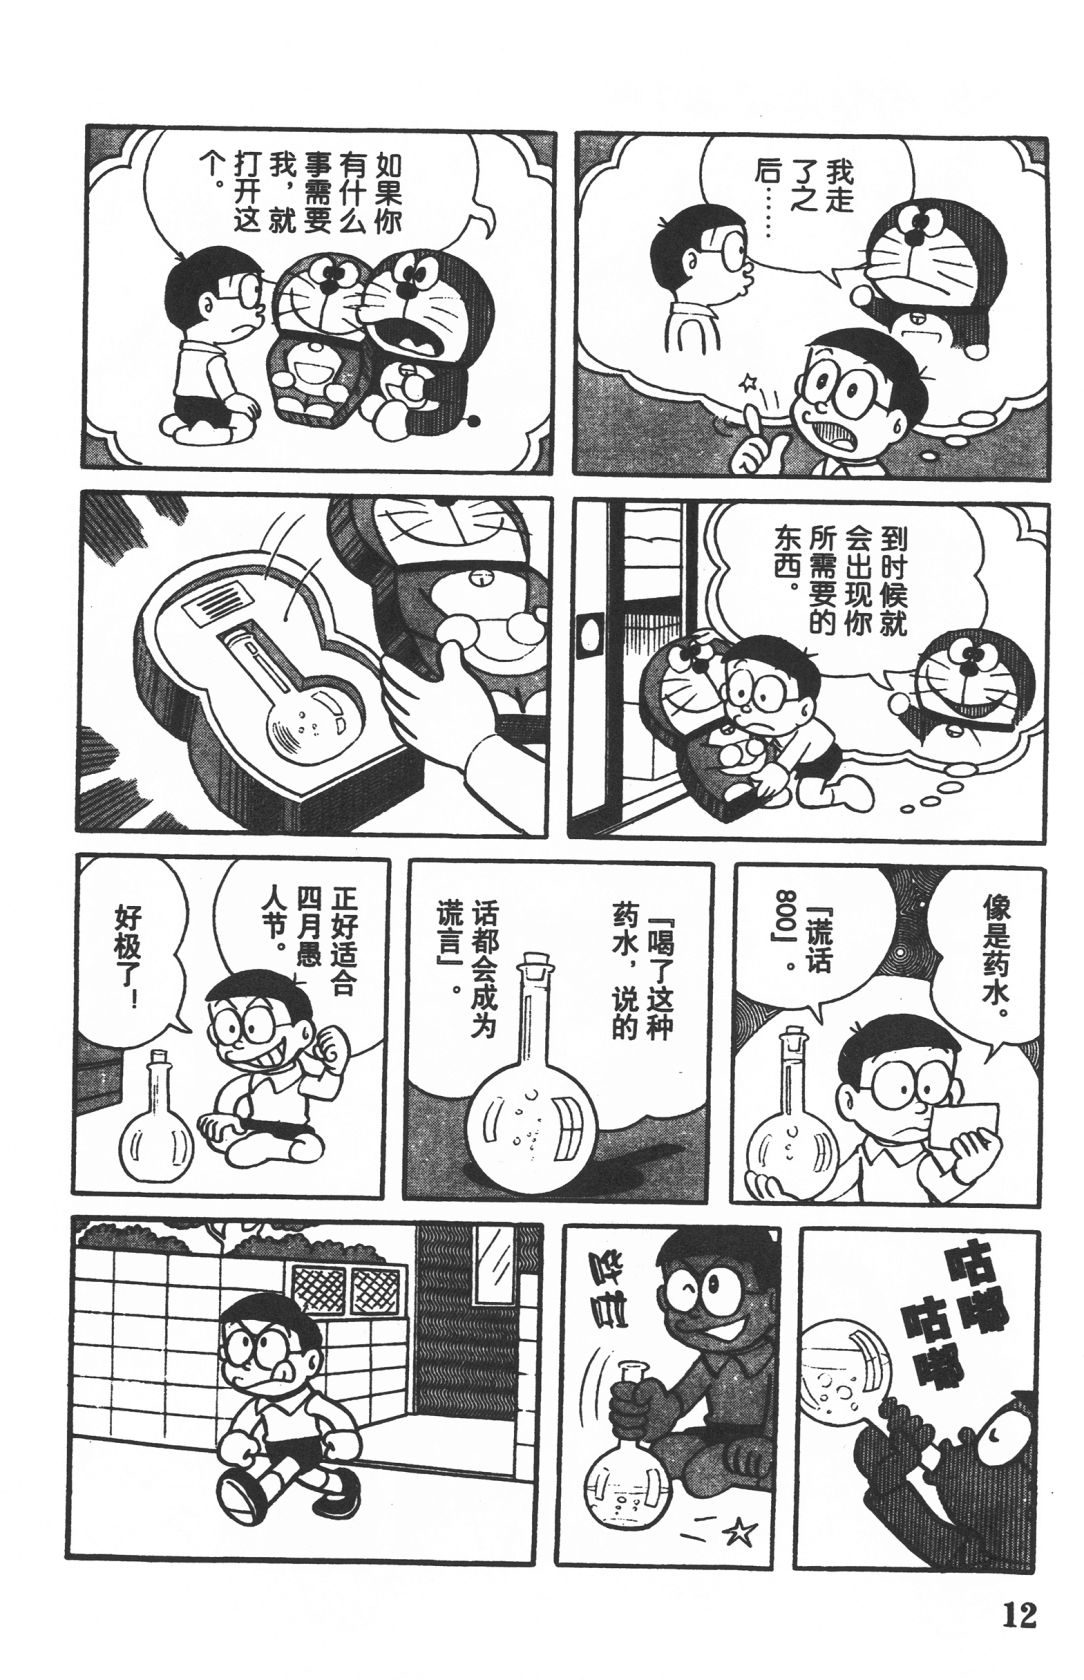 我走
了之
后……
如果你
有什么
事需要
我，就
打开这
个。
到时候就
会出现你
所需要的
东西。
像是药水。
『谎话
800』。
『喝了这种
药水，说的
话都会成为
谎言』。
正好适合
四月愚
人节。
好极了！
咕嘟
咕嘟
12